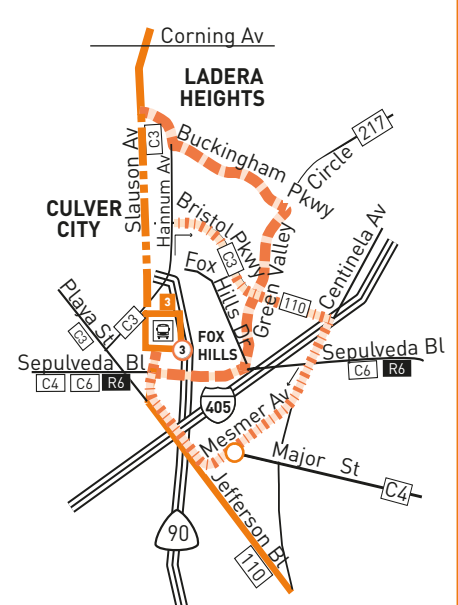 Corning Av
LADERA
HEIGHTS
217
C3
Slauson Av
Buckingham Pkwy
Circle
Hannum Av
CULVER
CITY
Bristol Pkwy
C3
Fox Hills Dr
Green Valley
Centinela Av
110
Playa St
C3
C3
3
3
FOX
HILLS
Sepulveda Bl
C4 C6 R6
Sepulveda Bl
C6 R6
405
Mesmer Av
Major St
C4
Jefferson Bl
90
110